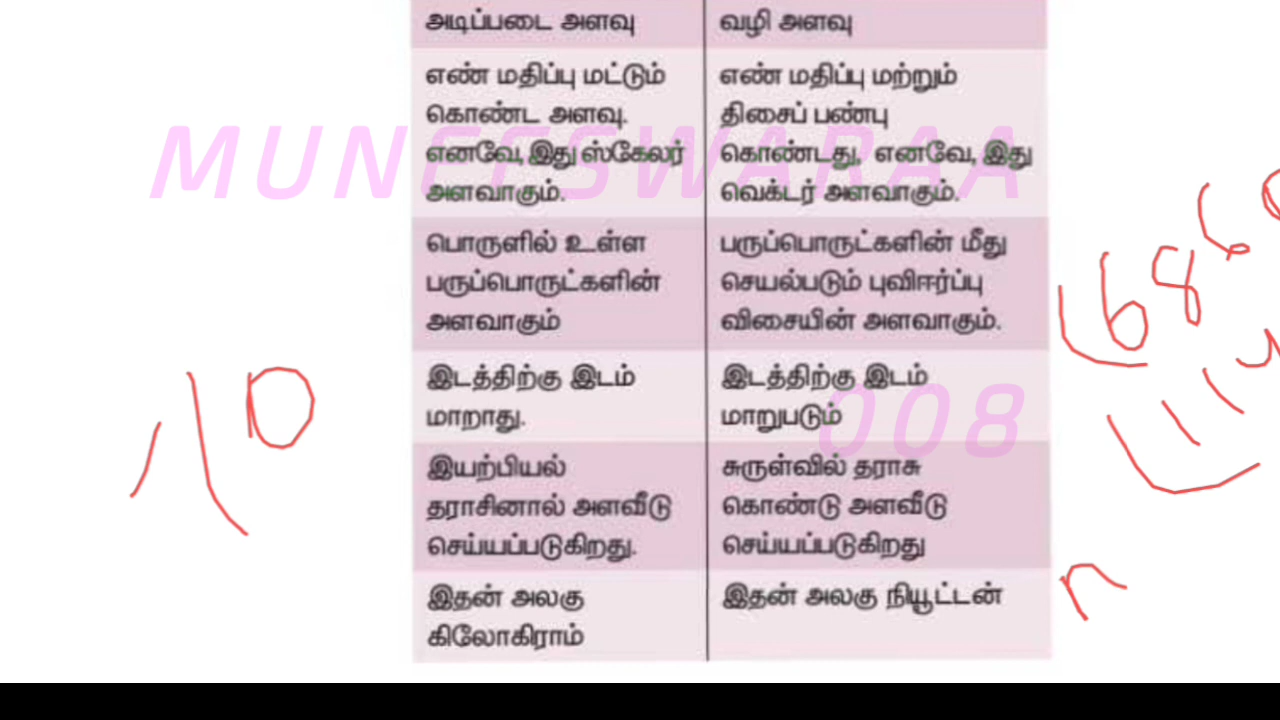 அடிப்படை அளவு
வழி அளவு
எண் மதிப்பு மட்டும்
கொண்ட அளவு.
எனவே, இது ஸ்கேலர்
அளவாகும்.
எண் மதிப்பு மற்றும்
திசைப் பண்பு
கொண்டது. எனவே, இது
வெக்டர் அளவாகும்.
பொருளில் உள்ள
பருப்பொருட்களின்
அளவாகும்
பருப்பொருட்களின் மீது
செயல்படும் புவிஈர்ப்பு
விசையின் அளவாகும்.
இடத்திற்கு இடம்
மாறாது.
இடத்திற்கு இடம்
மாறுபடும்
இயற்பியல்
தராசினால் அளவீடு
செய்யப்படுகிறது.
சுருள்வில் தராசு
கொண்டு அளவீடு
செய்யப்படுகிறது
இதன் அலகு
கிலோகிராம்
இதன் அலகு நியூட்டன்
MUNEESWARAA
008